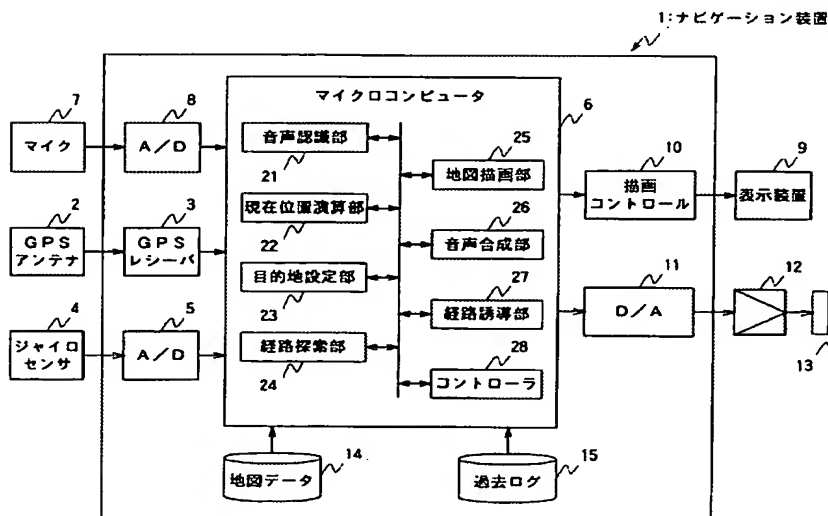 1:ナビゲーション装置
マイクロコンピュータ
6
7
マイク
8
A/D
2
GPS
アンテナ
3
GPS
レシーバ
4
ジャイロ
センサ
5
A/D
音声認識部
21
現在位置演算部
22
目的地設定部
23
経路探索部
24
25
地図描画部
26
音声合成部
27
経路誘導部
28
コントローラ
10
描画
コントロール
9
表示装置
11
D/A
12
13
地図データ
14
過去ログ
15